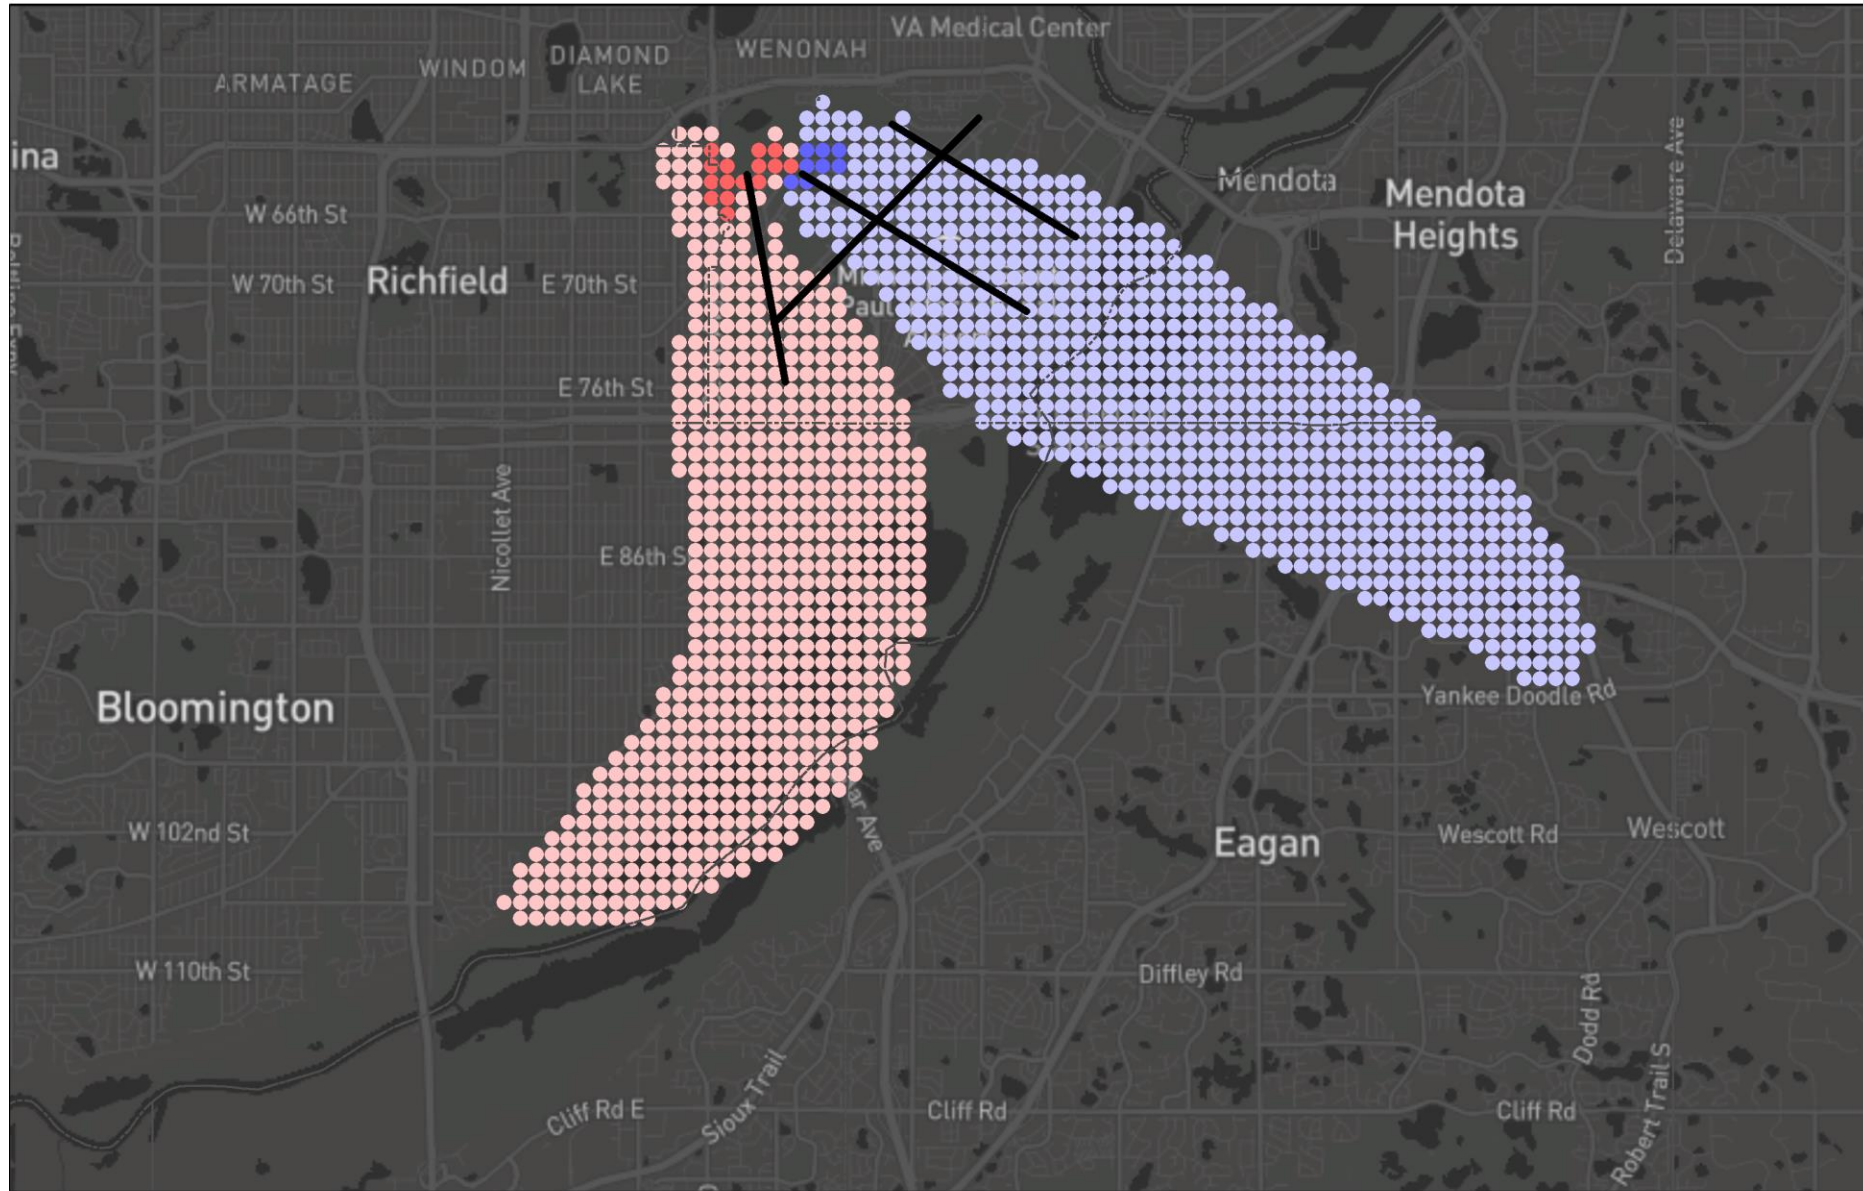 VA Medical Center
WENONAH
DIAMOND
LAKE
WINDOM
ARMATAGE
ina
Mendota
Mendota
Heights
Delaware Ave
W 66th St
W 70th St
Richfield
E 70th St
E 76th St
Nicollet Ave
E 86th S
Bloomington
Yankee Doodle Rd
W 102nd St
ar Ave
Eagan
Wescott Rd
Wescott
W 110th St
Diffley Rd
Dodd Rd
Cliff Rd E
Sioux Trail
Cliff Rd
Cliff Rd
Robert Trail S